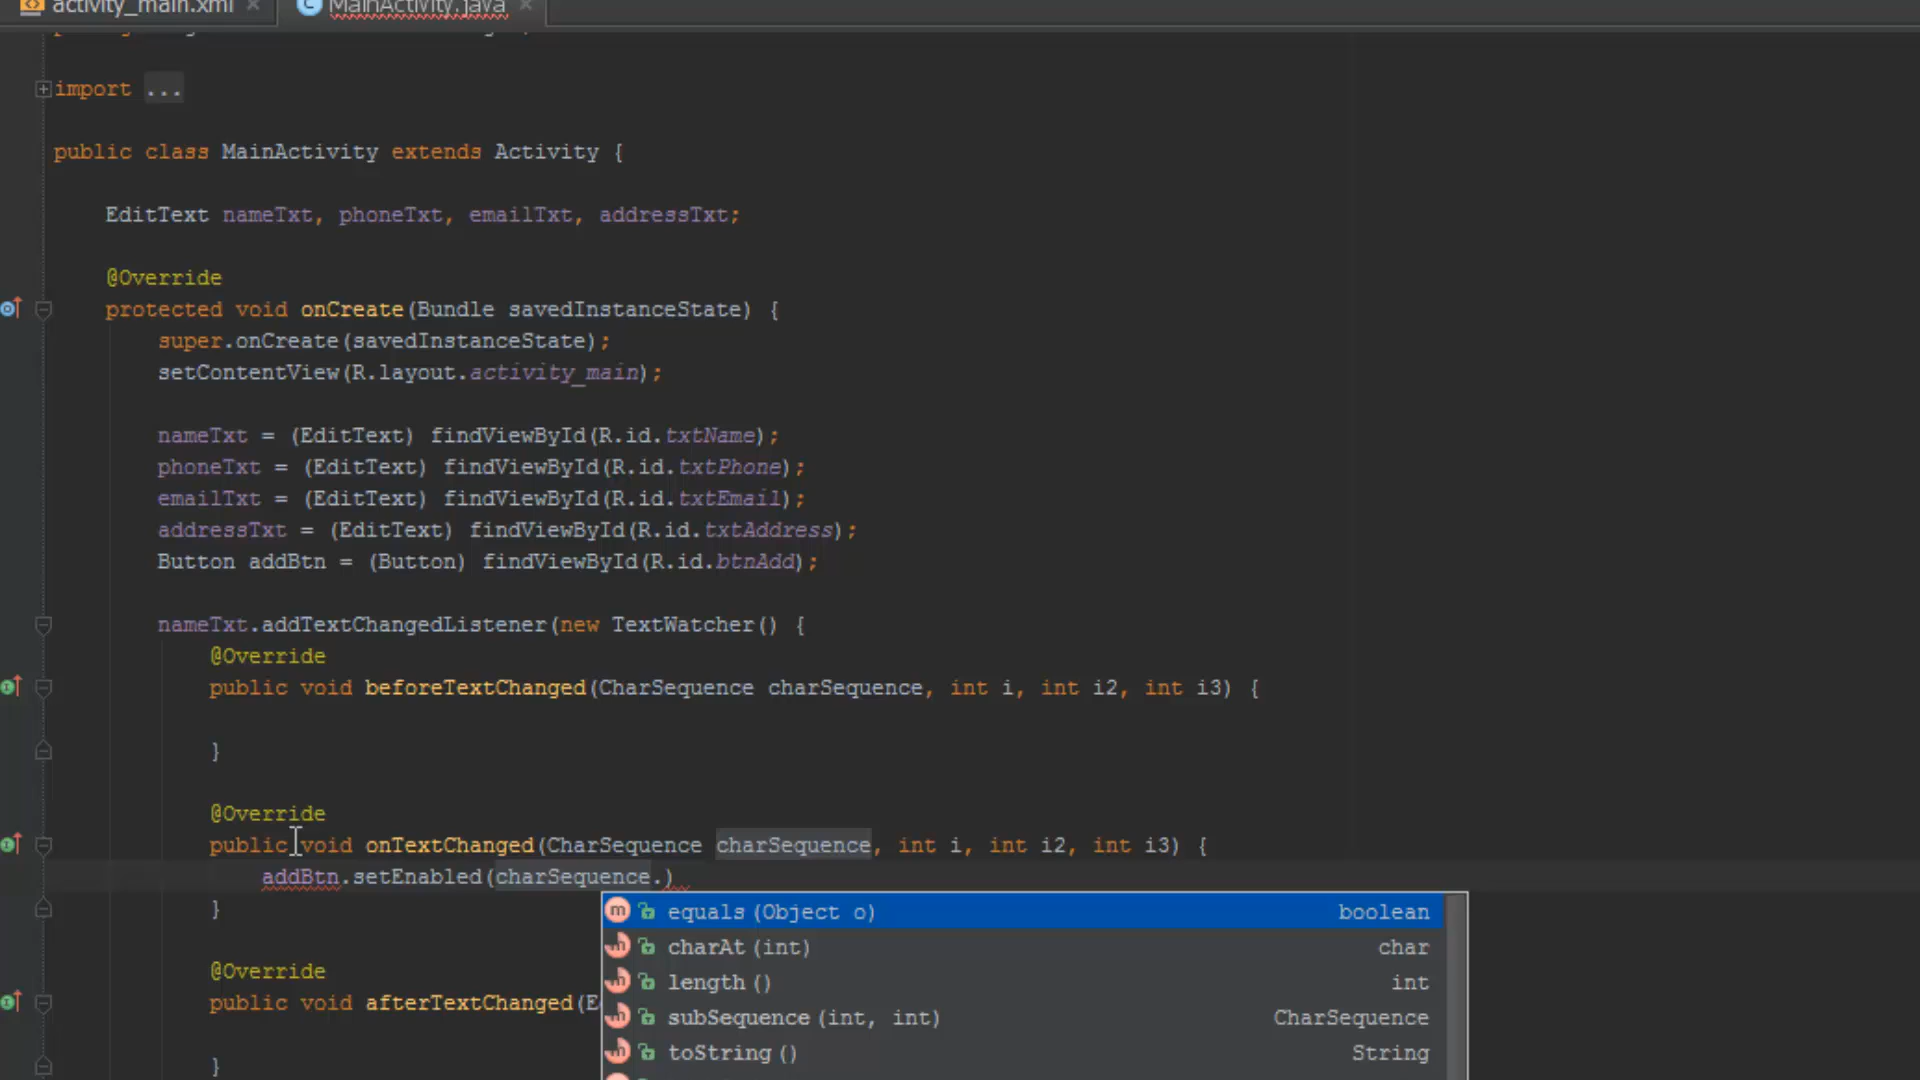 activity_main.xml
MainActivity.java
import ...
public class MainActivity extends Activity {
EditText nameTxt, phoneTxt, emailTxt, addressTxt;
@Override
protected void onCreate(Bundle savedInstanceState) {
super.onCreate(savedInstanceState);
setContentView(R.layout.activity_main);
nameTxt = (EditText) findViewById(R.id.txtName);
phoneTxt = (EditText) findViewById(R.id.txtPhone);
emailTxt = (EditText) findViewById(R.id.txtEmail);
addressTxt = (EditText) findViewById(R.id.txtAddress);
Button addBtn = (Button) findViewById(R.id.btnAdd);
nameTxt.addTextChangedListener(new TextWatcher() {
@Override
public void beforeTextChanged(CharSequence charSequence, int i, int i2, int i3) {
}
@Override
public void onTextChanged(CharSequence charSequence, int i, int i2, int i3) {
addBtn.setEnabled(charSequence.)
}
equals(Object o) boolean
charAt(int) char
length() int
subSequence(int, int) CharSequence
toString() String
@Override
public void afterTextChanged(E
}